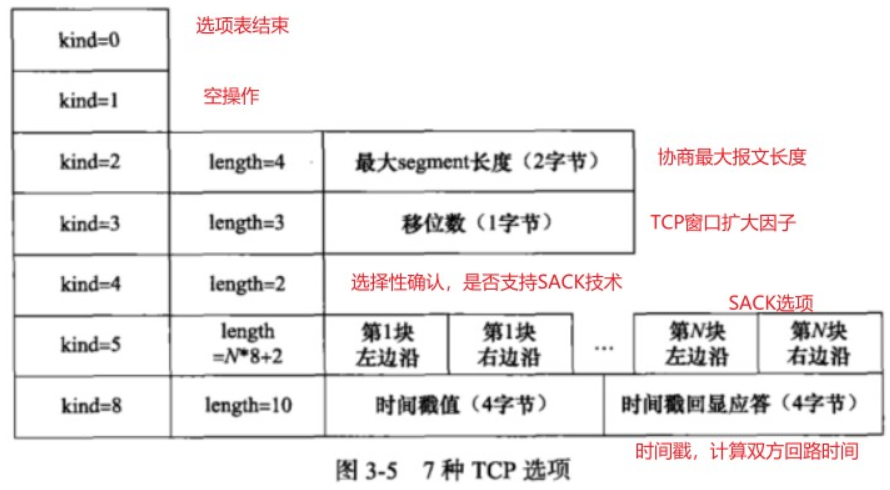 kind=0
选项表结束
kind=1
空操作
kind=2 length=4 最大segment长度（2字节） 协商最大报文长度
kind=3 length=3 移位数（1字节） TCP窗口扩大因子
kind=4 length=2 选择性确认，是否支持SACK技术
SACK选项
kind=5 length =N*8+2 第1块 左边沿 第1块 右边沿 … 第N块 左边沿 第N块 右边沿
kind=8 length=10 时间戳值（4字节） 时间戳回显应答（4字节）
时间戳，计算双方回路时间
图 3-5 7 种 TCP 选项